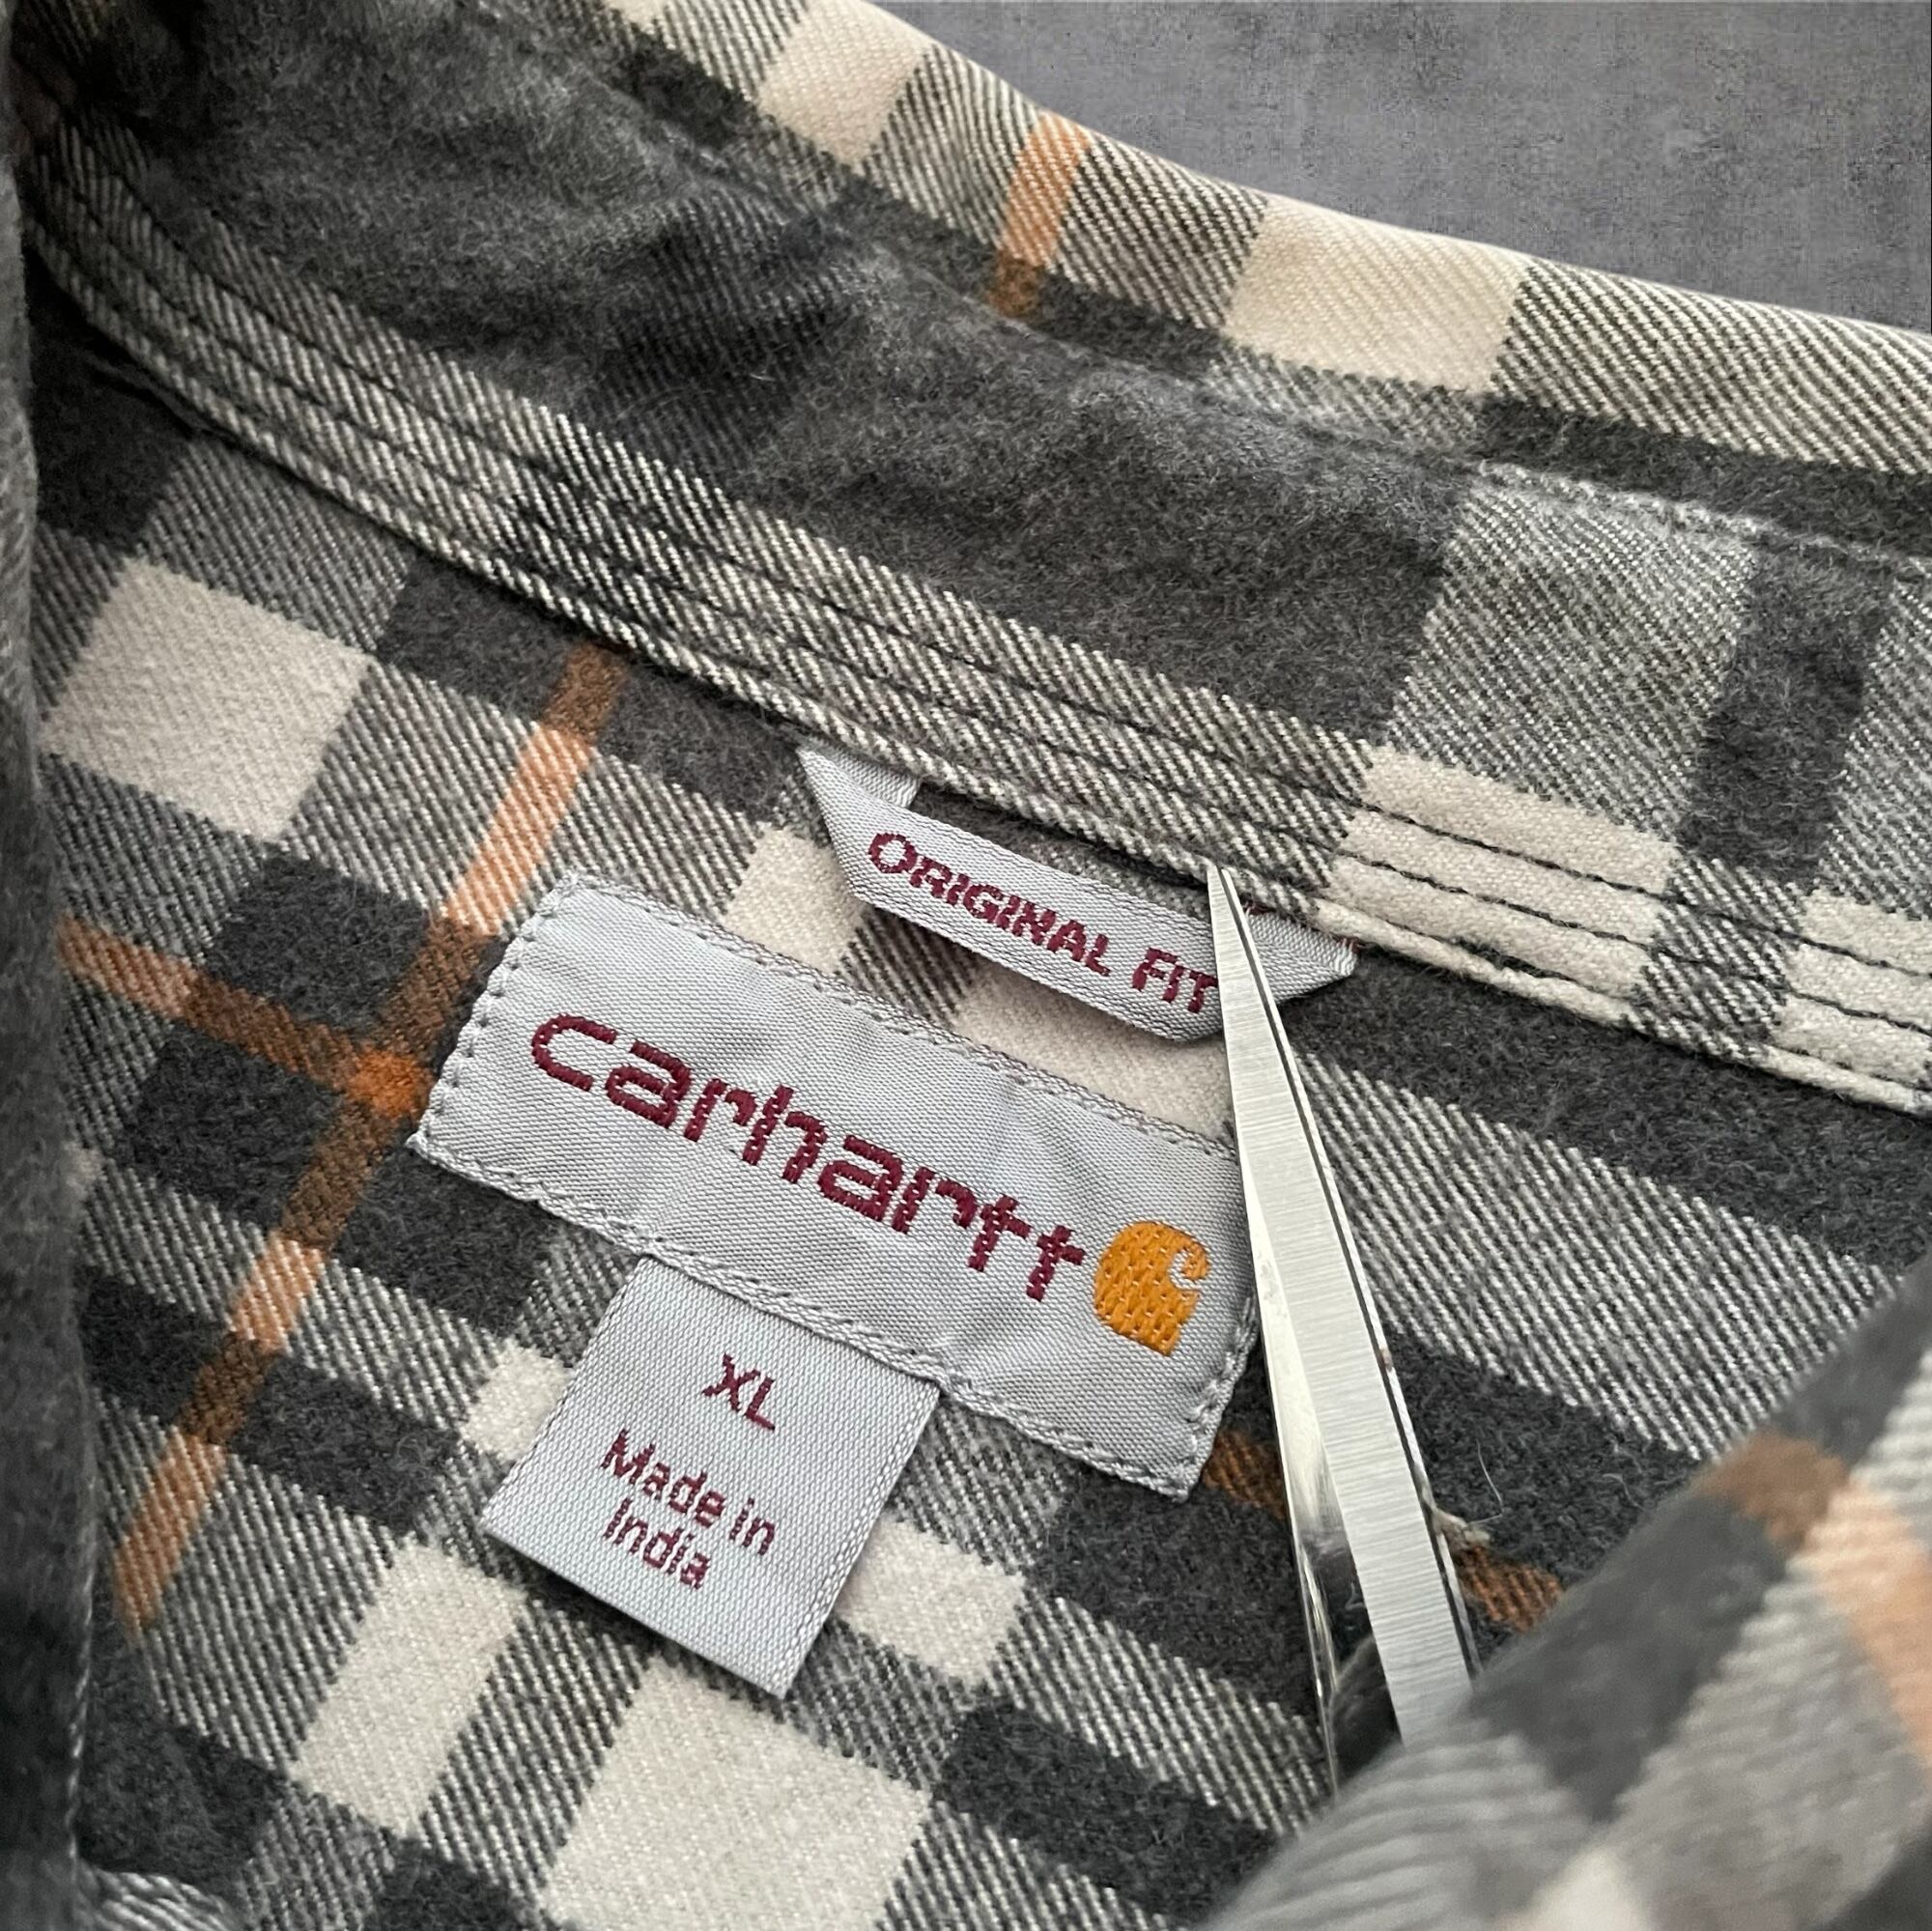 ORIGINAL FIT
carhartt
XL
Made in
India